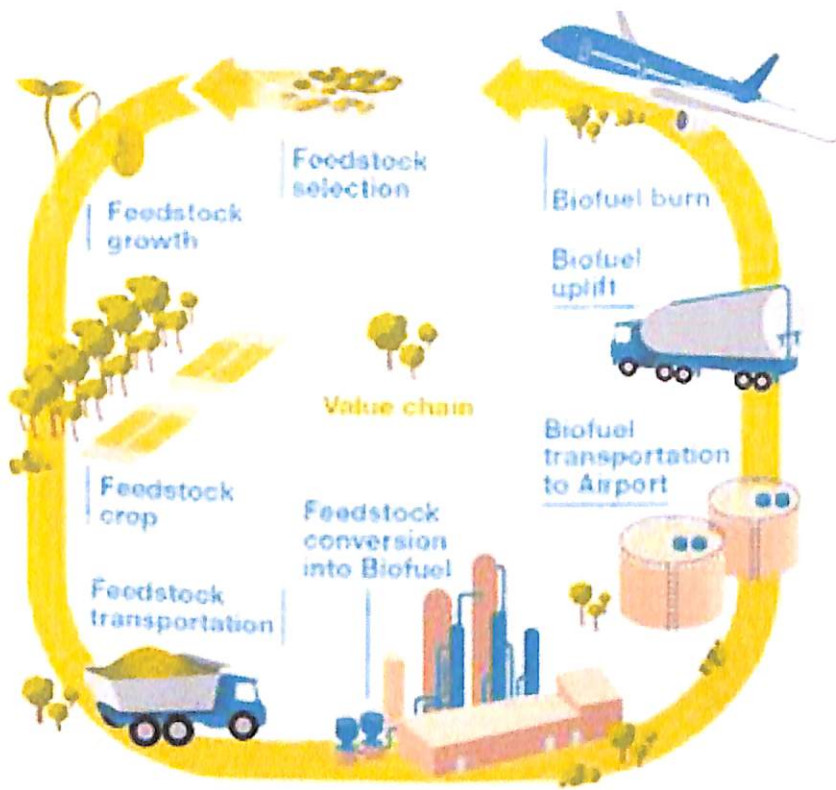 Feedstock
selection
Feedstock
growth
Biofuel burn
Biofuel
uplift
Value chain
Biofuel
transportation
to Airport
Feedstock
crop
Feedstock
conversion
into Biofuel
Feedstock
transportation